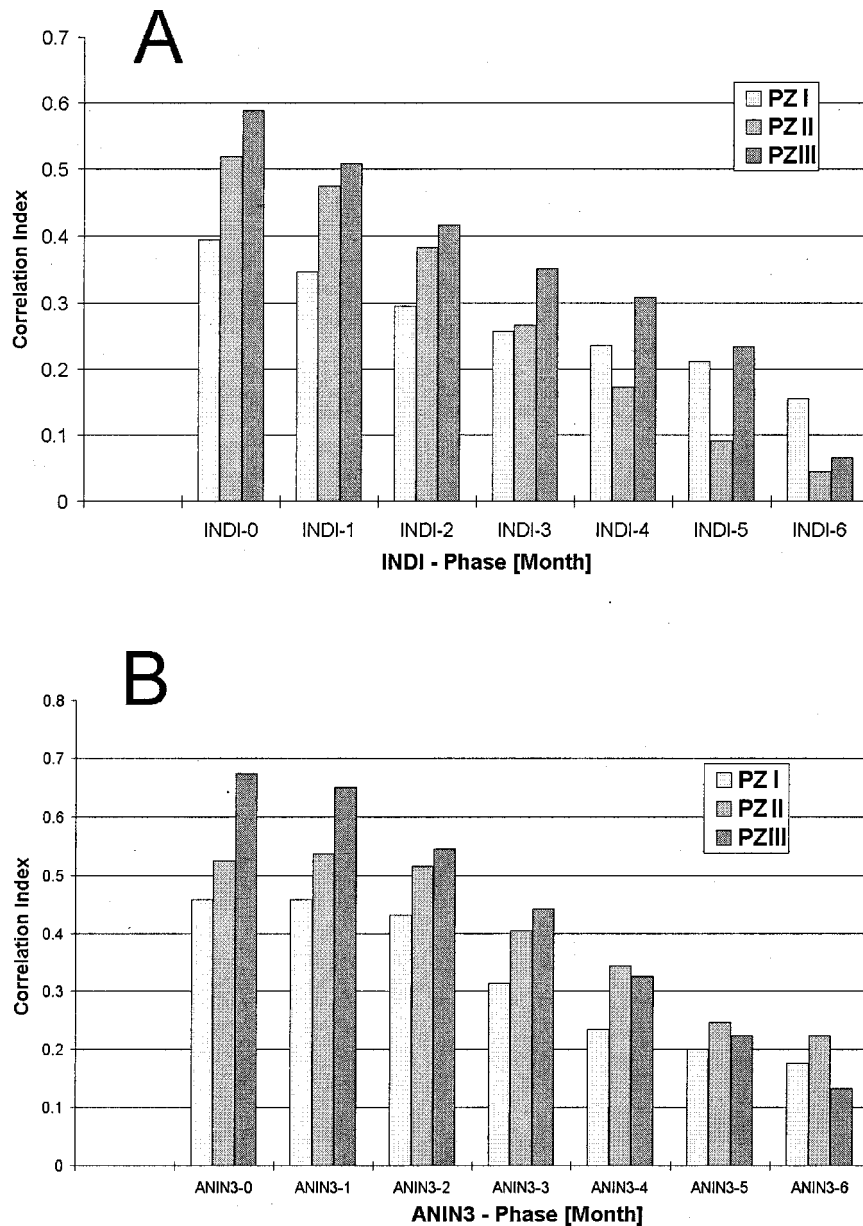 A
0.7
0.6
0.5
0.4
0.3
0.2
0.1
0
Correlation Index
PZ I
PZ II
PZIII
INDI-0 INDI-1 INDI-2 INDI-3 INDI-4 INDI-5 INDI-6
INDI - Phase [Month]
B
0.8
0.7
0.6
0.5
0.4
0.3
0.2
0.1
0
Correlation Index
PZ I
PZ II
PZIII
ANIN3-0 ANIN3-1 ANIN3-2 ANIN3-3 ANIN3-4 ANIN3-5 ANIN3-6
ANIN3 - Phase [Month]